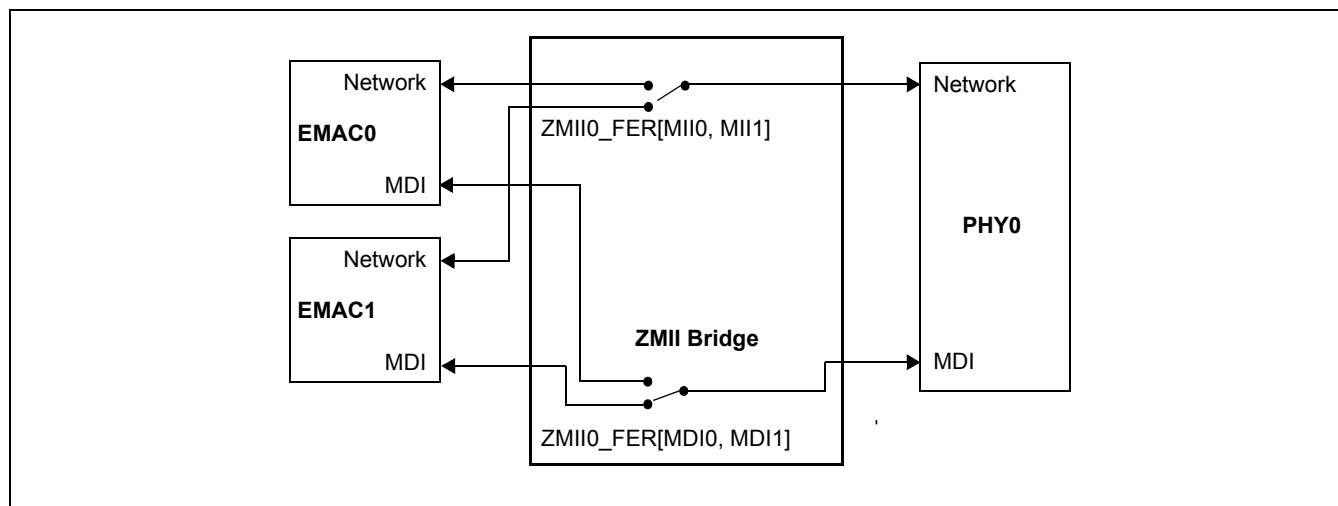 Network
EMAC0
MDI
Network
EMAC1
MDI
ZMII0_FER[MII0, MII1]
ZMII Bridge
ZMII0_FER[MDI0, MDI1]
Network
PHY0
MDI